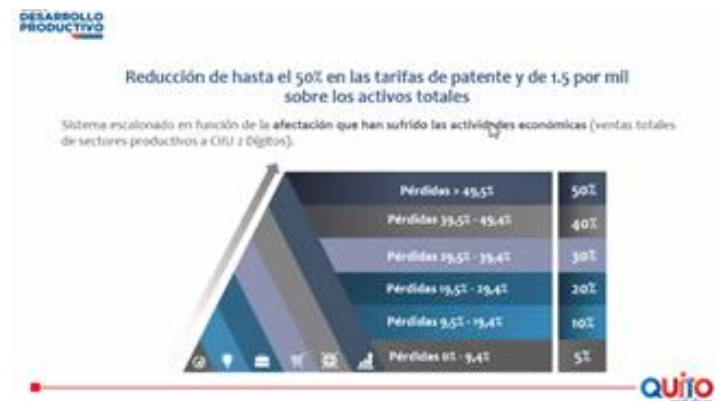 DESARROLLO
PRODUCTIVO
Reducción de hasta el 50% en las tarifas de patente y de 1.5 por mil
sobre los activos totales
Sistema escalonado en función de la afectación que han sufrido las actividades económicas (ventas totales
de sectores productivos a CIIU 2 Dígitos).
Pérdidas > 49,5% 50%
Pérdidas 39,5% - 49,4% 40%
Pérdidas 29,5% - 39,4% 30%
Pérdidas 19,5% - 29,4% 20%
Pérdidas 9,5% - 19,4% 10%
Pérdidas 0% - 9,4% 5%
QUITO